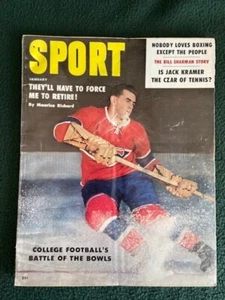 SPORT
JANUARY
THEY'LL HAVE TO FORCE
ME TO RETIRE!
By Maurice Richard
NOBODY LOVES BOXING
EXCEPT THE PEOPLE
THE BILL SHARMAN STORY
IS JACK KRAMER
THE CZAR OF TENNIS?
COLLEGE FOOTBALL'S
BATTLE OF THE BOWLS